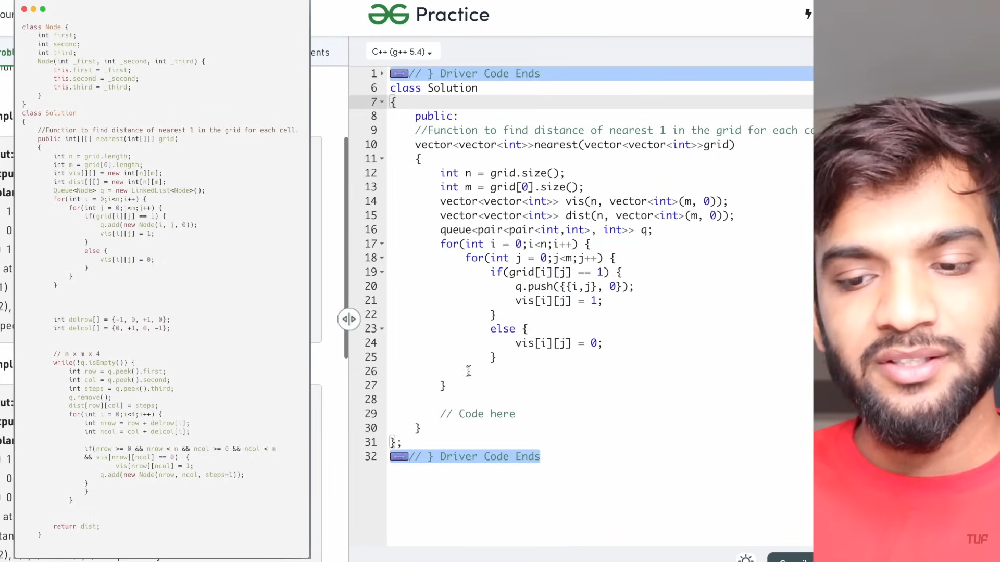 class Node {
int first;
int second;
int third;
Node(int _first, int _second, int _third) {
this.first = _first;
this.second = _second;
this.third = _third;
}
}
class Solution
{
//Function to find distance of nearest 1 in the grid for each cell.
public int[][] nearest(int[][] grid)
{
int n = grid.length;
int m = grid[0].length;
int vis[][] = new int[n][m];
int dist[][] = new int[n][m];
Queue<Node> q = new LinkedList<Node>();
for(int i = 0;i<n;i++) {
for(int j = 0;j<m;j++) {
if(grid[i][j] == 1) {
q.add(new Node(i, j, 0));
vis[i][j] = 1;
}
else {
vis[i][j] = 0;
}
}
}
int delrow[] = {-1, 0, +1, 0};
int delcol[] = {0, +1, 0, -1};
// n x m x 4
while(!q.isEmpty()) {
int row = q.peek().first;
int col = q.peek().second;
int steps = q.peek().third;
q.remove();
dist[row][col] = steps;
for(int i = 0;i<4;i++) {
int nrow = row + delrow[i];
int ncol = col + delcol[i];
if(nrow >= 0 && nrow < n && ncol >= 0 && ncol < m
&& vis[nrow][ncol] == 0)  {
vis[nrow][ncol] = 1;
q.add(new Node(nrow, ncol, steps+1));
}
}
}
return dist;
}
Practice
ents
C++ (g++ 5.4)
1 // } Driver Code Ends
6 class Solution
7 {
8 public:
9 //Function to find distance of nearest 1 in the grid for each ce
10 vector<vector<int>>nearest(vector<vector<int>>grid)
11 {
12 int n = grid.size();
13 int m = grid[0].size();
14 vector<vector<int>> vis(n, vector<int>(m, 0));
15 vector<vector<int>> dist(n, vector<int>(m, 0));
16 queue<pair<pair<int,int>, int>> q;
17 for(int i = 0;i<n;i++) {
18 for(int j = 0;j<m;j++) {
19 if(grid[i][j] == 1) {
20 q.push({{i,j}, 0});
21 vis[i][j] = 1;
22 }
23 else {
24 vis[i][j] = 0;
25 }
26
27 }
28
29 // Code here
30 }
31 };
32 // } Driver Code Ends
TUF